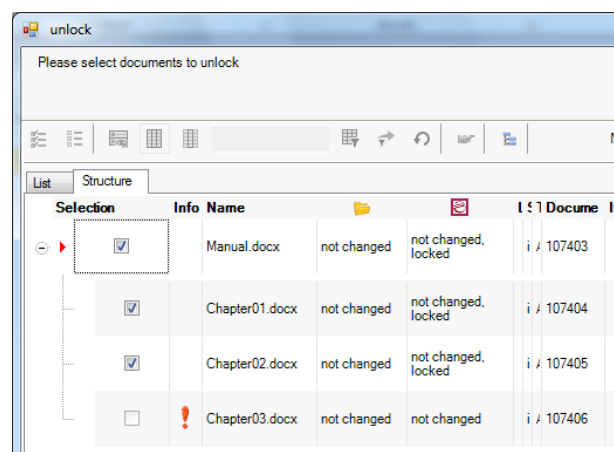 unlock
Please select documents to unlock
List Structure
Selection Info Name Docume
Manual.docx not changed not changed, locked i 107403
Chapter01.docx not changed not changed, locked i 107404
Chapter02.docx not changed not changed, locked i 107405
Chapter03.docx not changed not changed i 107406